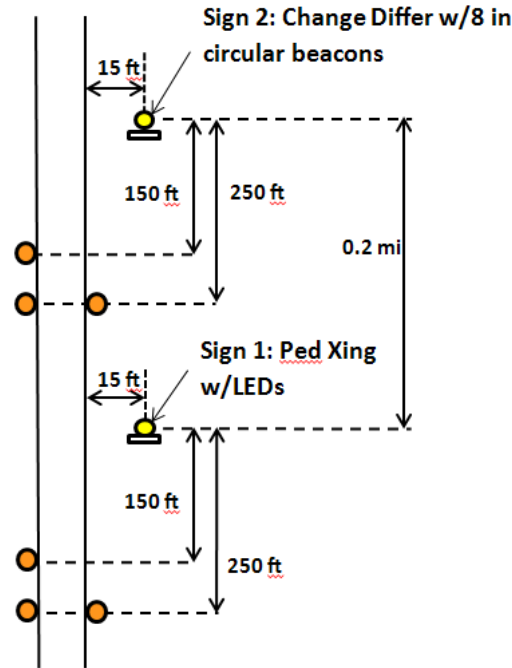 Sign 2: Change Differ w/8 in
circular beacons
15 ft
150 ft
250 ft
0.2 mi
Sign 1: Ped Xing
w/LEDs
15 ft
150 ft
250 ft